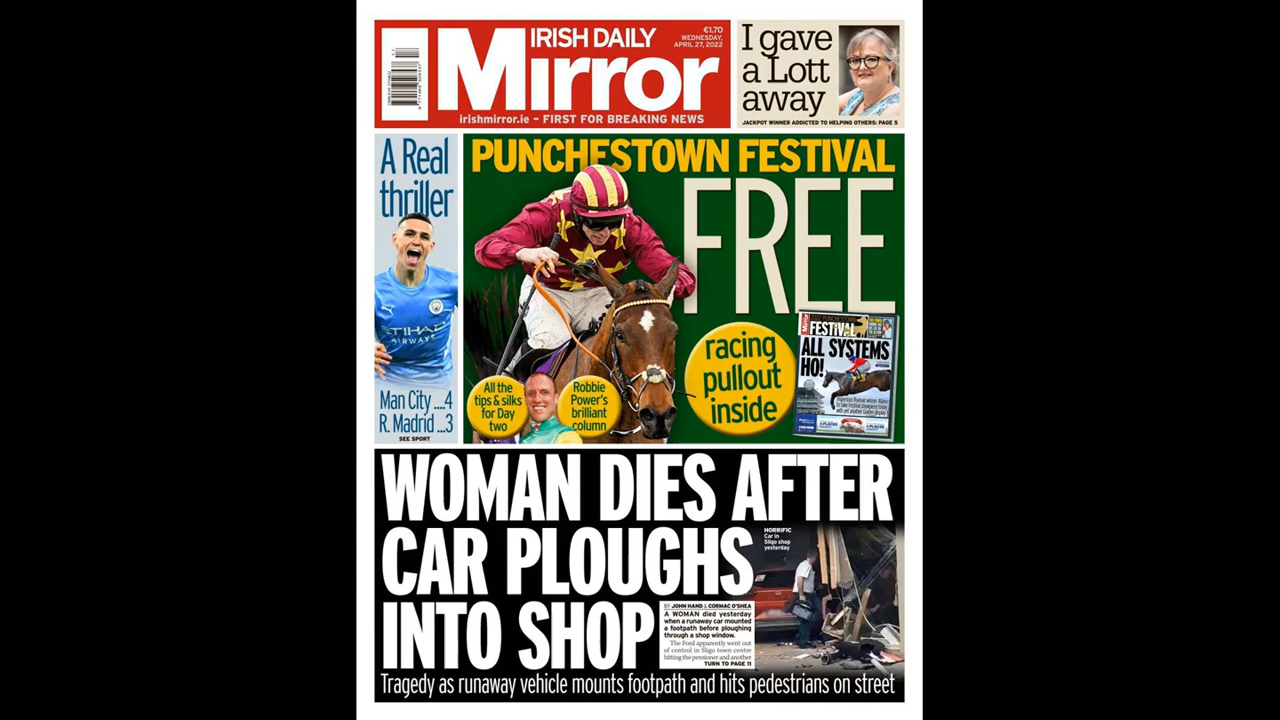 IRISH DAILY
Mirror
€1.70
WEDNESDAY,
APRIL 27, 2022
irishmirror.ie – FIRST FOR BREAKING NEWS
I gave
a Lott
away
JACKPOT WINNER ADDICTED TO HELPING OTHERS: PAGE 5
A Real
thriller
ETIHAD
AIRWAYS
Man City ....4
R. Madrid ...3
SEE SPORT
PUNCHESTOWN FESTIVAL
FREE
racing
pullout
inside
All the
tips & silks
for Day
two
Robbie
Power's
brilliant
column
Mirror
PUNCHESTOWN
FESTIVAL
ALL SYSTEMS
HO!
WOMAN DIES AFTER
CAR PLOUGHS
INTO SHOP
HORRIFIC
Car in
Sligo shop
yesterday
BY JOHN HAND & CORMAC O'SHEA
A WOMAN died yesterday
when a runaway car mounted
a footpath before ploughing
through a shop window.
The Ford apparently went out
of control in Sligo town centre
hitting the pensioner and another
TURN TO PAGE 11
Tragedy as runaway vehicle mounts footpath and hits pedestrians on street